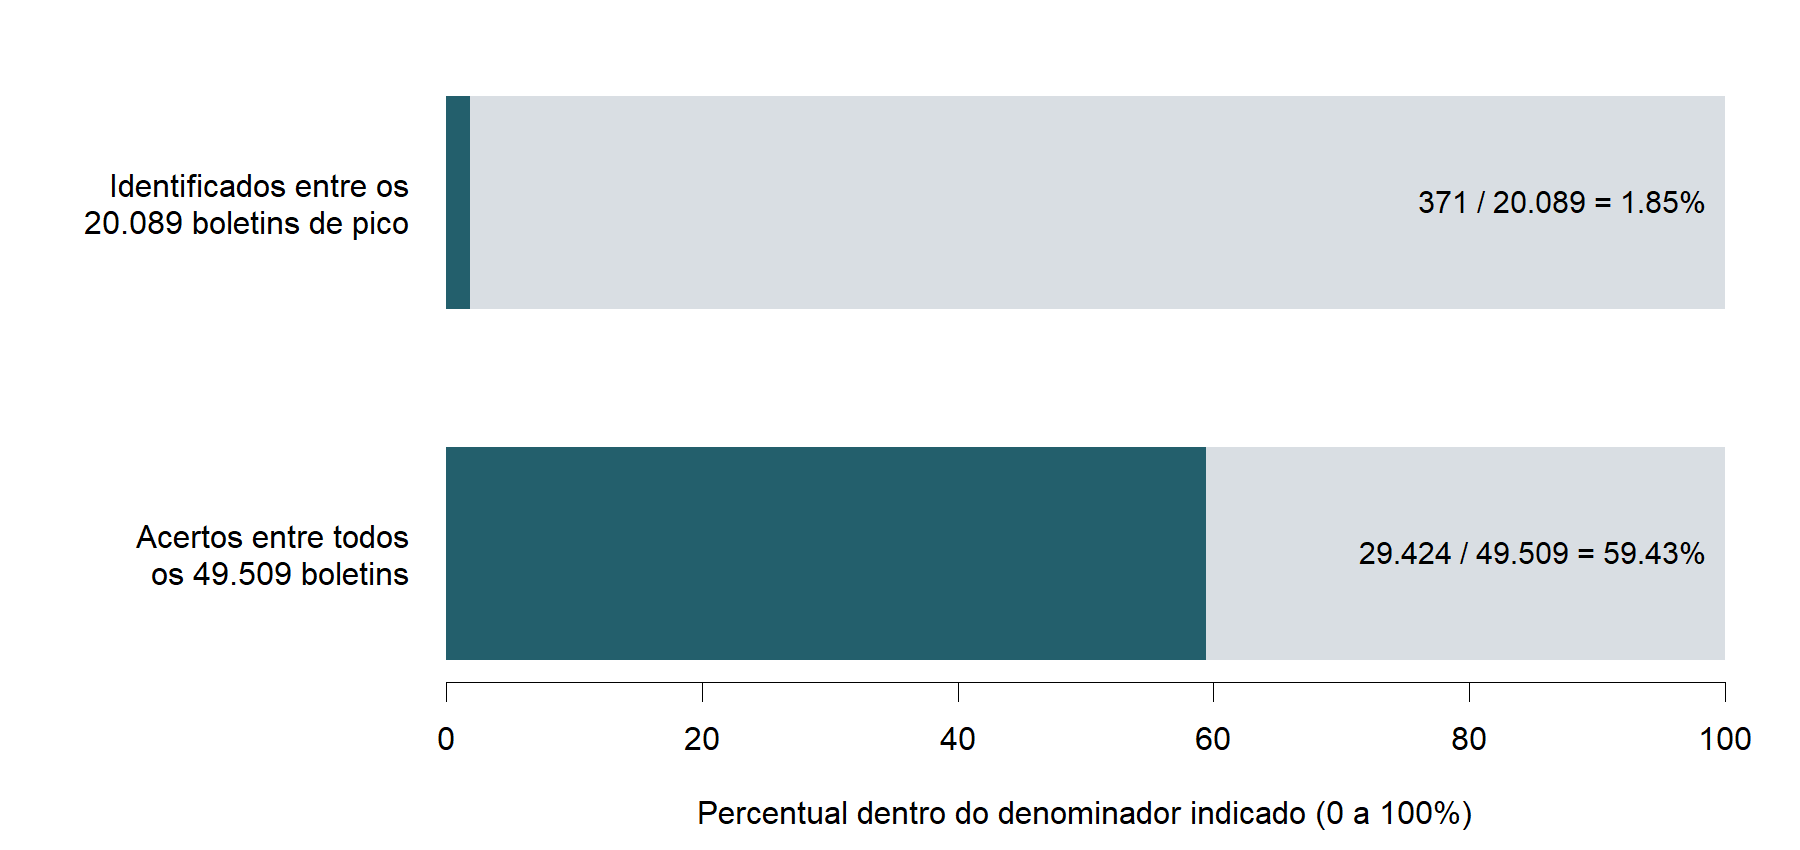 Identificados entre os
20.089 boletins de pico
371 / 20.089 = 1.85%
Acertos entre todos
os 49.509 boletins
29.424 / 49.509 = 59.43%
0 20 40 60 80 100
Percentual dentro do denominador indicado (0 a 100%)